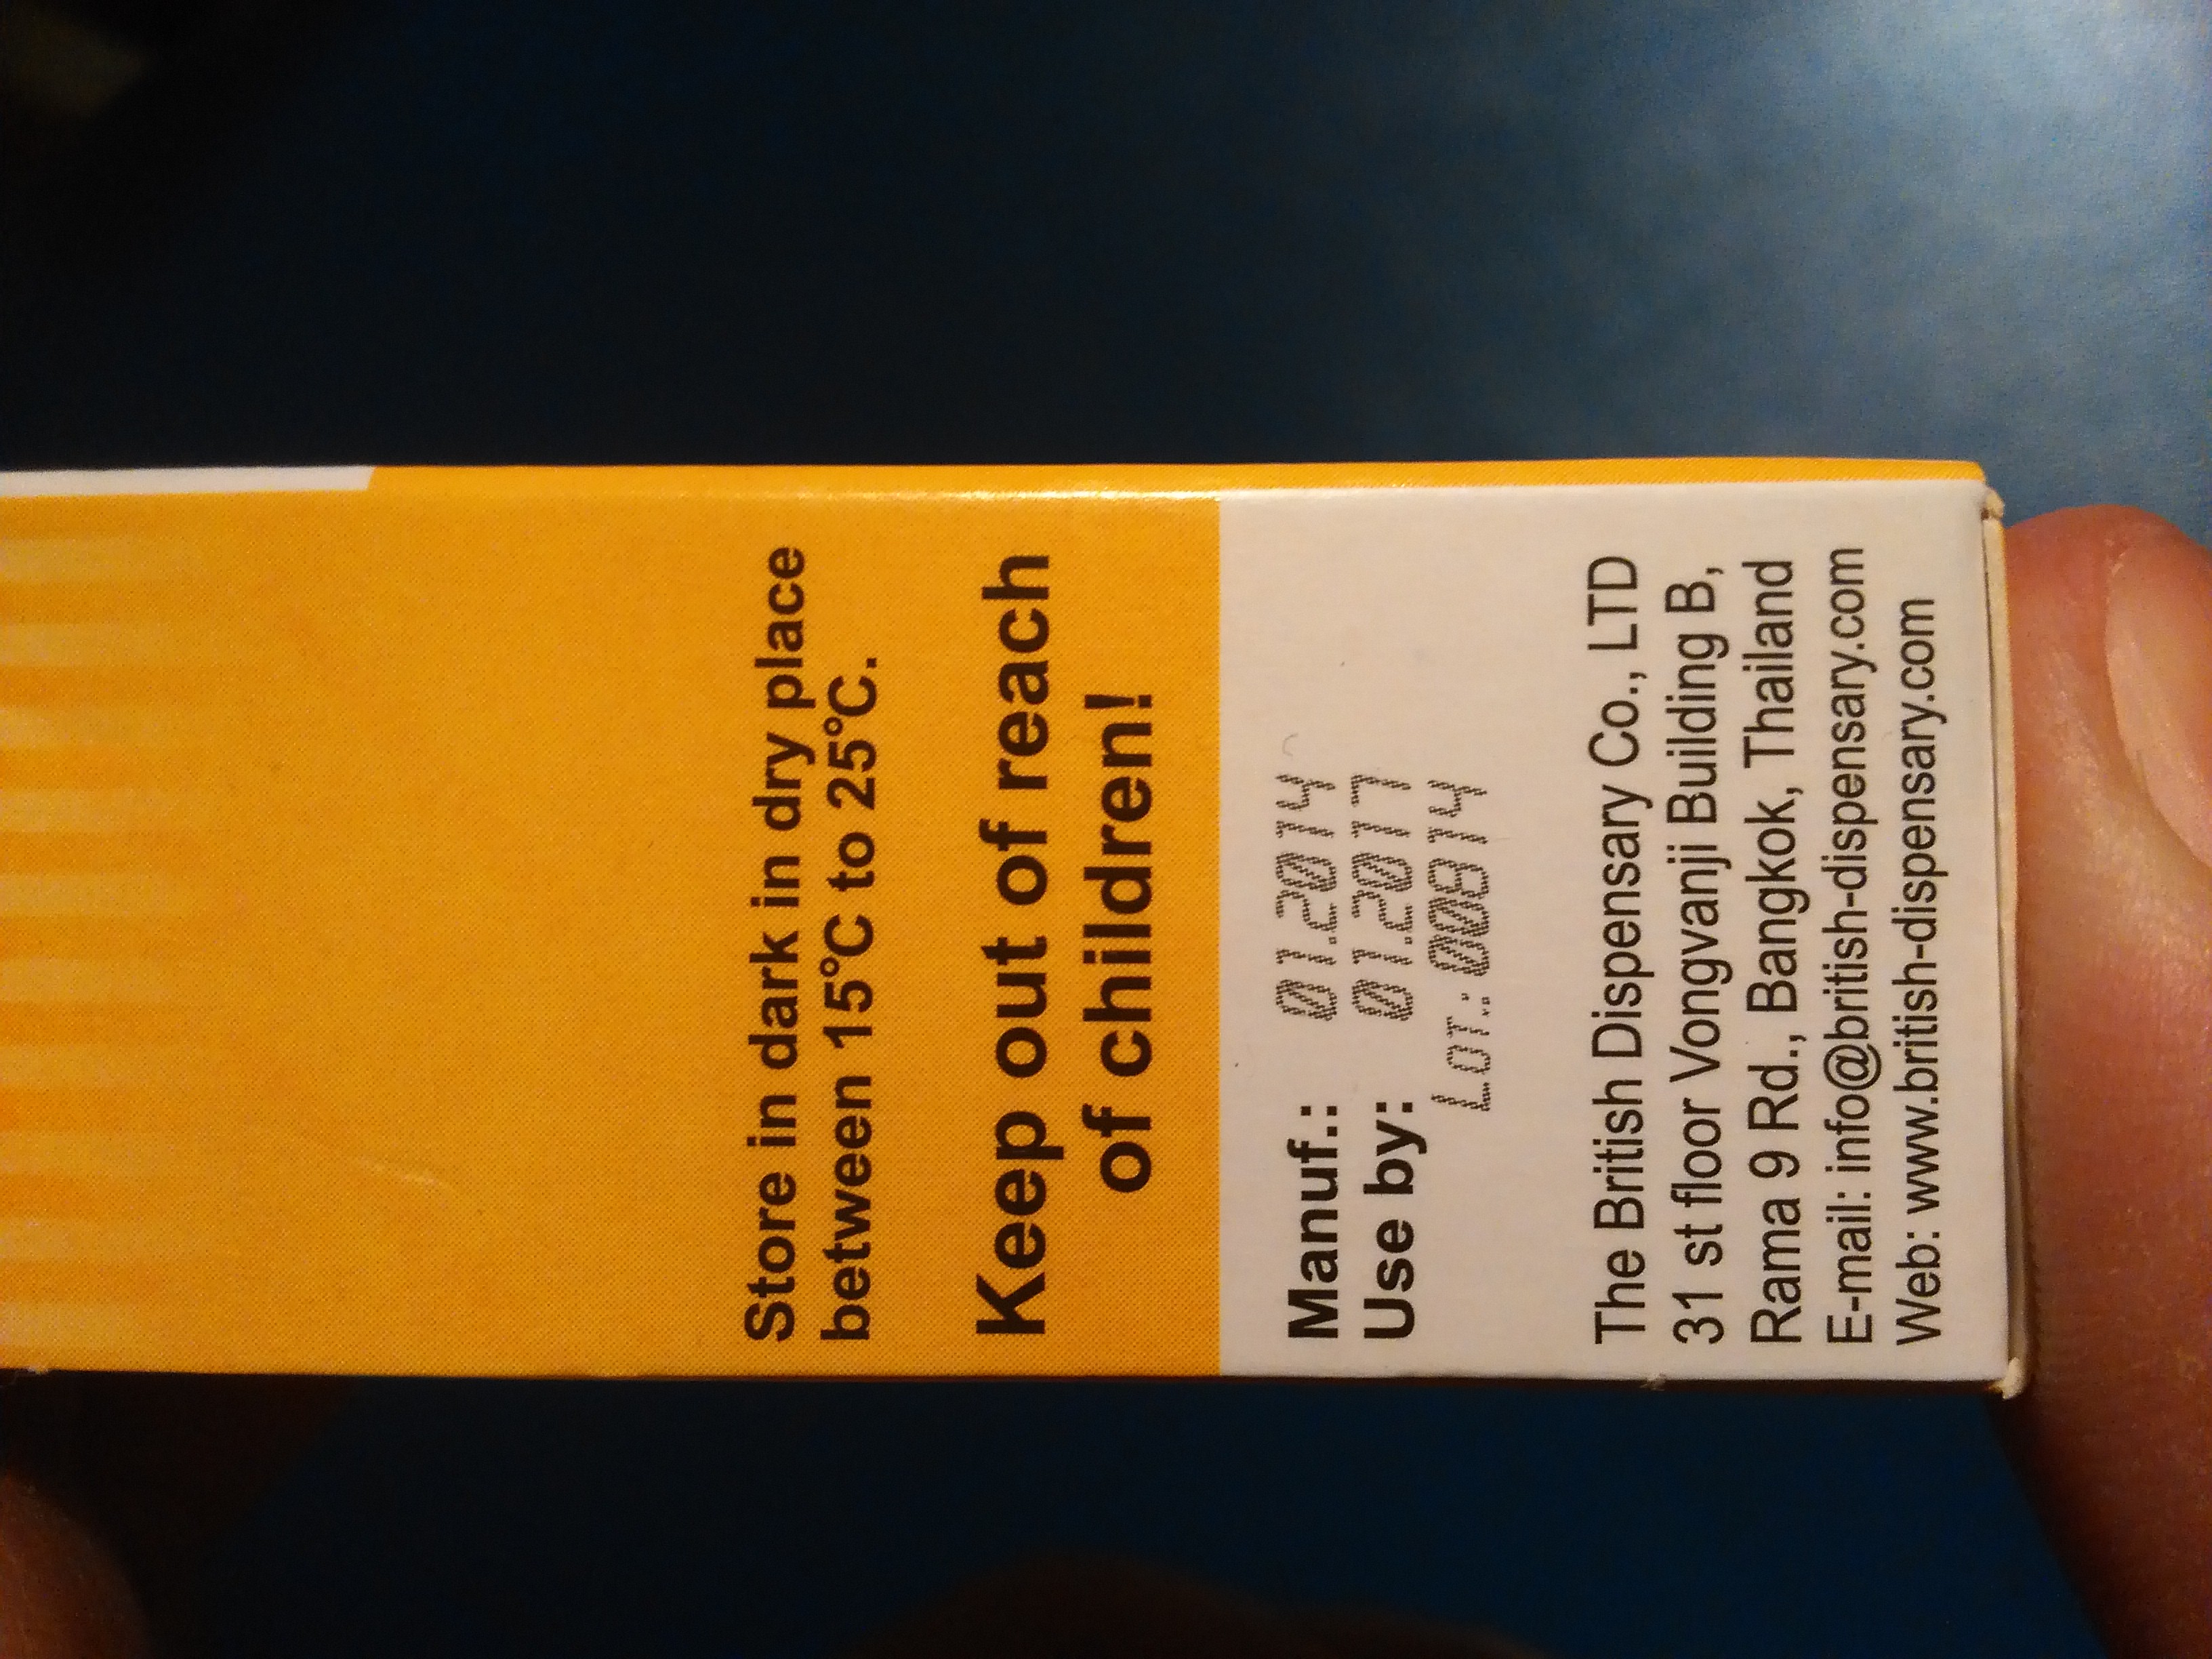 Store in dark in dry place
between 15°C to 25°C.
Keep out of reach
of children!
Manuf.: 01.2014
Use by: 01.2017
Lot.: 00814
The British Dispensary Co., LTD
31 st floor Vongvanji Building B,
Rama 9 Rd., Bangkok, Thailand
E-mail: info@british-dispensary.com
Web: www.british-dispensary.com